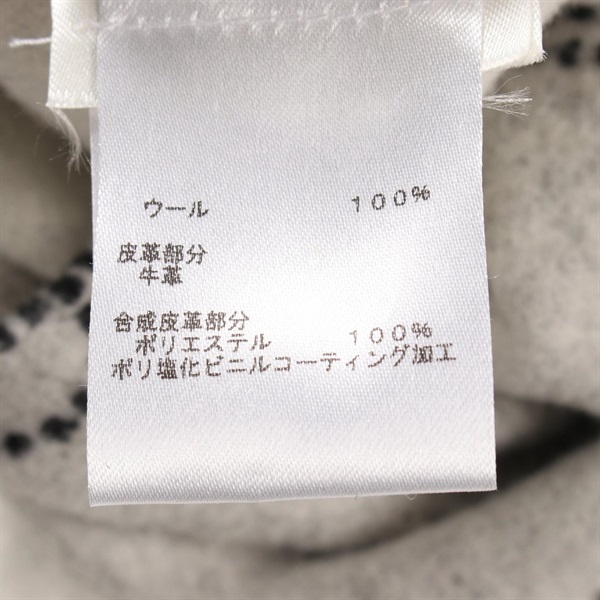 ウール 100%
皮革部分
牛革
合成皮革部分
ポリエステル 100%
ポリ塩化ビニルコーティング加工